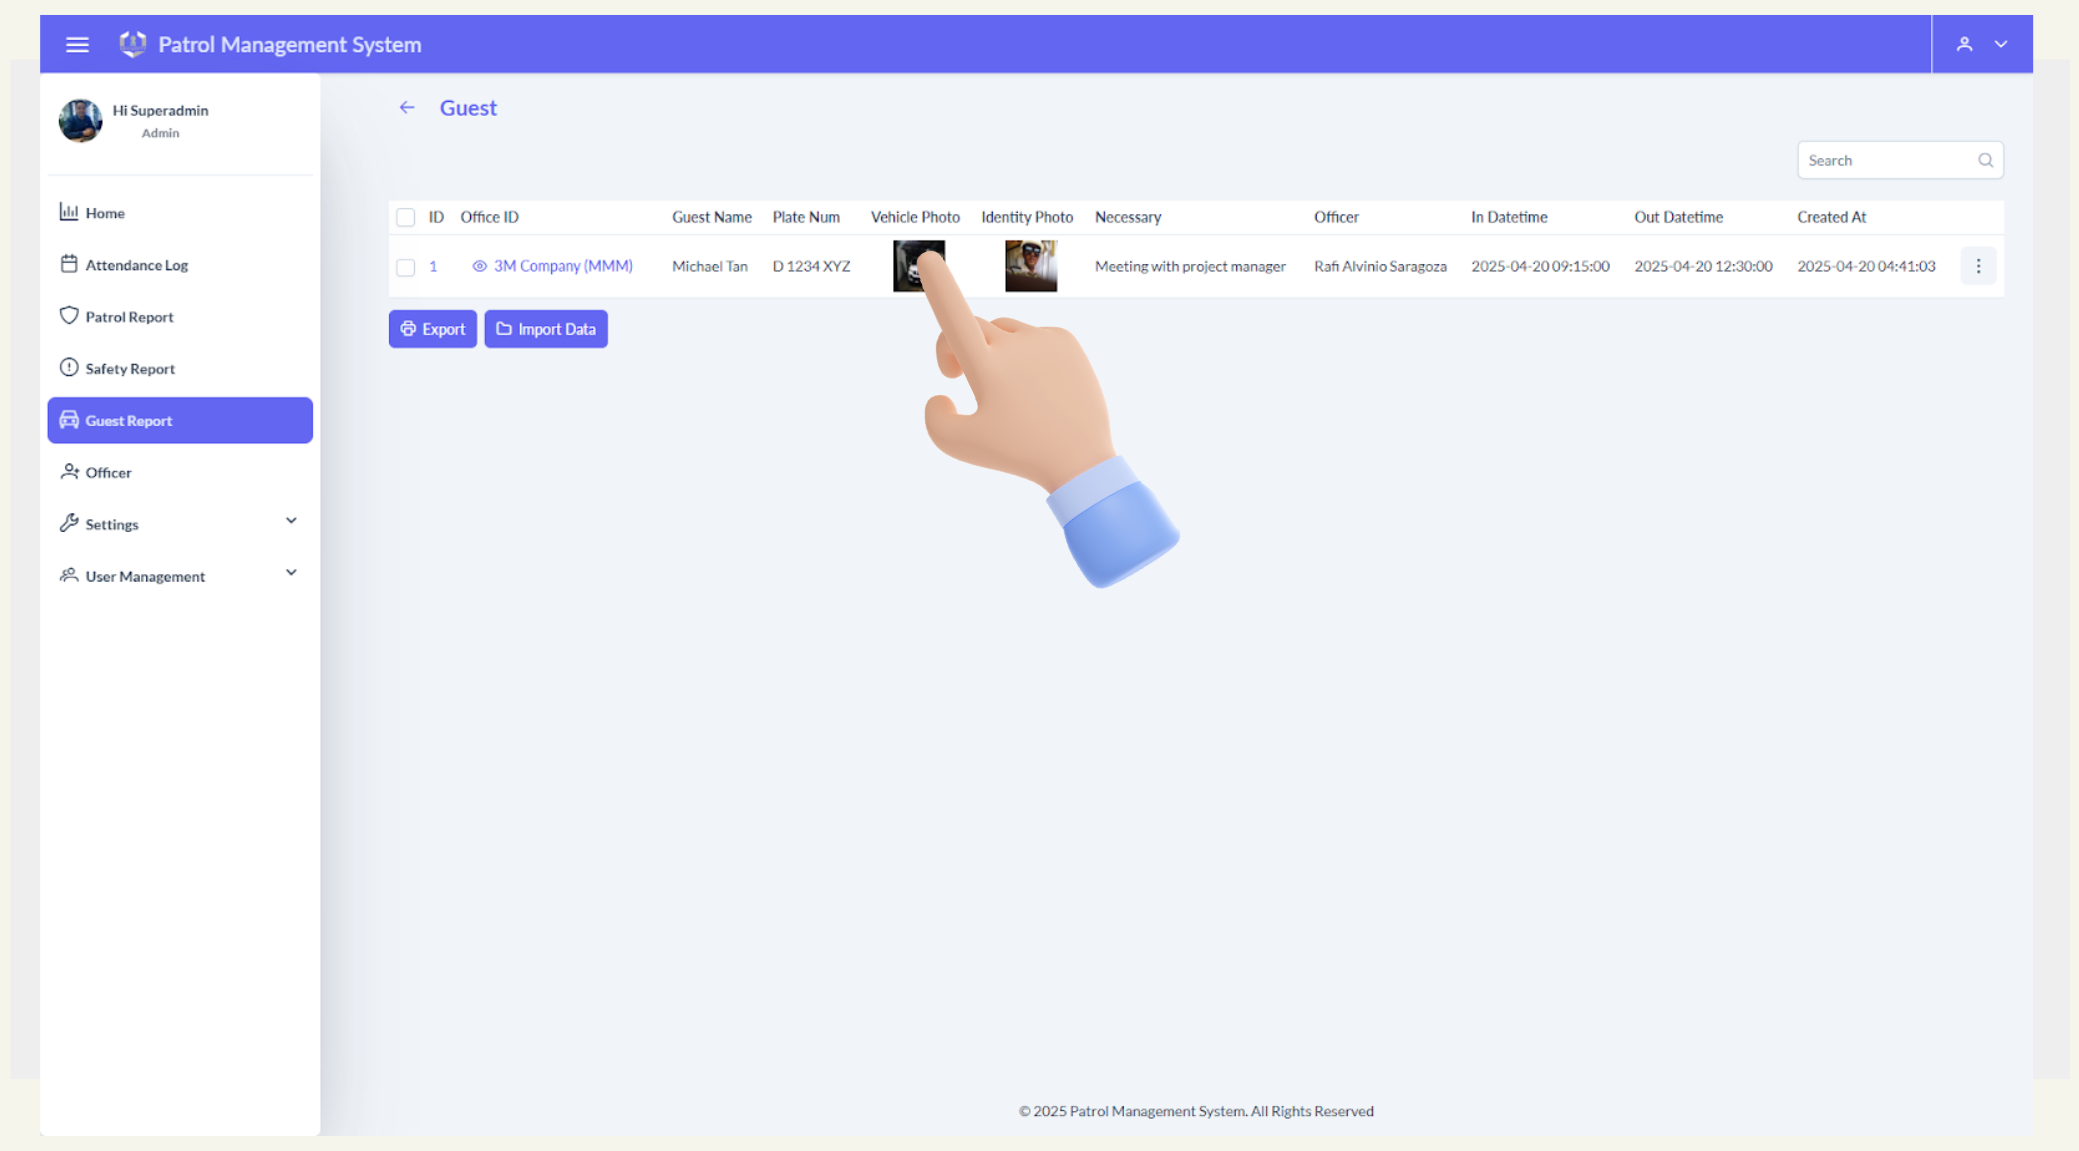 Patrol Management System
Hi Superadmin
Admin
Home
Attendance Log
Patrol Report
Safety Report
Guest Report
Officer
Settings
User Management
Guest
Search
ID Office ID Guest Name Plate Num Vehicle Photo Identity Photo Necessary Officer In Datetime Out Datetime Created At
1 3M Company (MMM) Michael Tan D 1234 XYZ Meeting with project manager Rafi Alvinio Saragoza 2025-04-20 09:15:00 2025-04-20 12:30:00 2025-04-20 04:41:03
Export Import Data
© 2025 Patrol Management System. All Rights Reserved